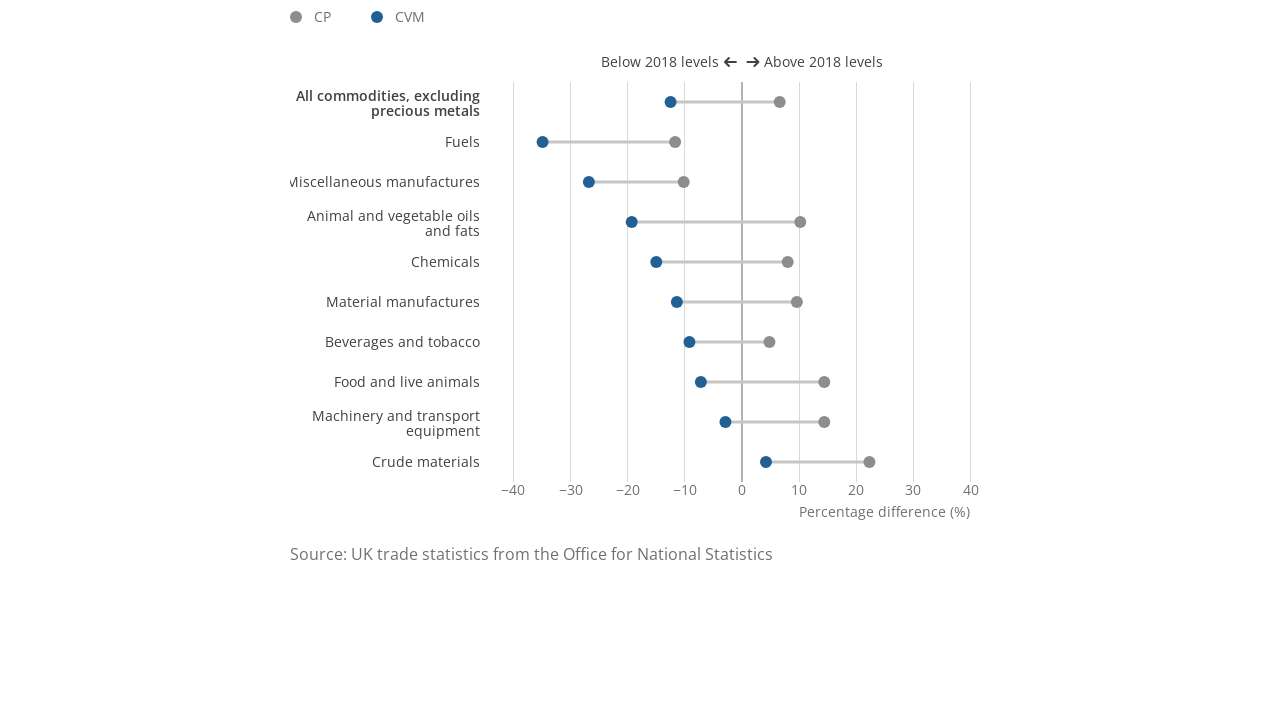 CP
CVM
Below 2018 levels ← → Above 2018 levels
All commodities, excluding
precious metals
Fuels
Miscellaneous manufactures
Animal and vegetable oils
and fats
Chemicals
Material manufactures
Beverages and tobacco
Food and live animals
Machinery and transport
equipment
Crude materials
−40 −30 −20 −10 0 10 20 30 40
Percentage difference (%)
Source: UK trade statistics from the Office for National Statistics